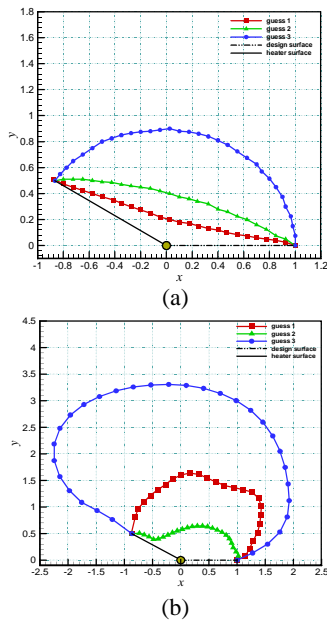 1.8
1.6
1.4
1.2
1
0.8
0.6
0.4
0.2
0
y
guess 1
guess 2
guess 3
design surface
heater surface
-1 -0.8 -0.6 -0.4 -0.2 0 0.2 0.4 0.6 0.8 1 1.2
x
(a)
4.5
4
3.5
3
2.5
2
1.5
1
0.5
0
y
guess 1
guess 2
guess 3
design surface
heater surface
-2.5 -2 -1.5 -1 -0.5 0 0.5 1 1.5 2 2.5
x
(b)